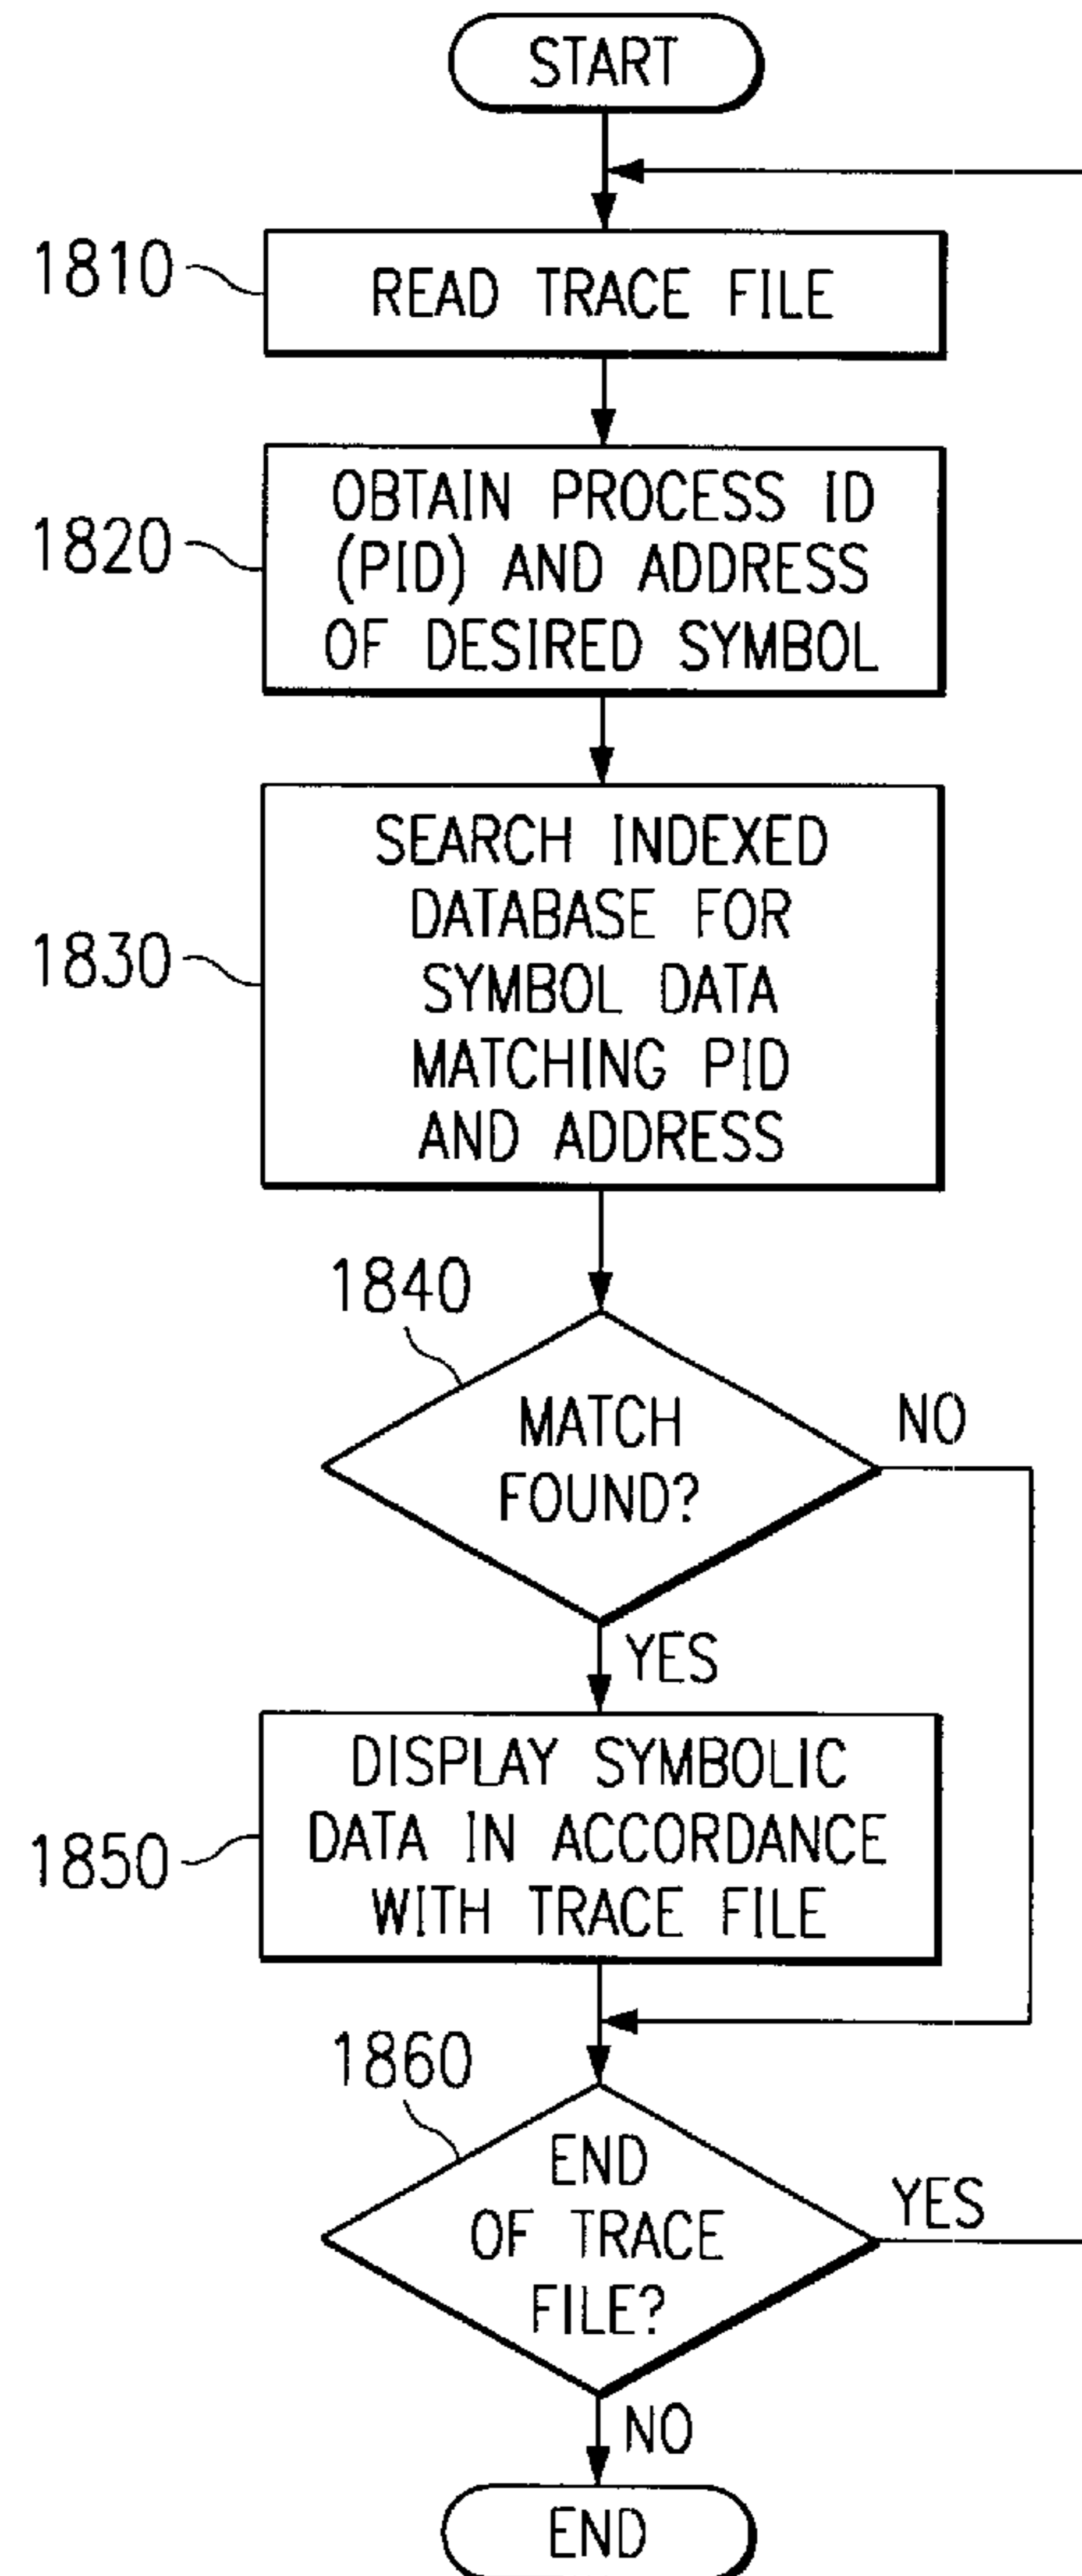 START
1810
READ TRACE FILE
1820
OBTAIN PROCESS ID
(PID) AND ADDRESS
OF DESIRED SYMBOL
1830
SEARCH INDEXED
DATABASE FOR
SYMBOL DATA
MATCHING PID
AND ADDRESS
1840
MATCH
FOUND?
NO
YES
1850
DISPLAY SYMBOLIC
DATA IN ACCORDANCE
WITH TRACE FILE
1860
END
OF TRACE
FILE?
YES
NO
END